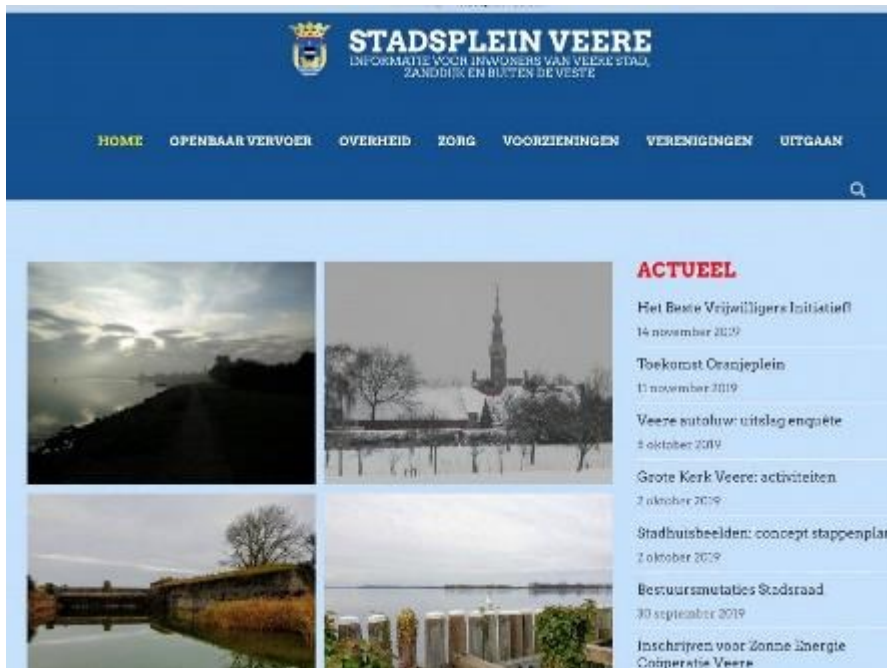 STADSPLEIN VEERE
INFORMATIE VOOR INWONERS VAN VEERE STAD,
ZANDDIJK EN BUITEN DE VESTE
HOME OPENBAAR VERVOER OVERHEID ZORG VOORZIENINGEN VERENIGINGEN UITGAAN
ACTUEEL
Het Beste Vrijwilligers Initiatief!
14 november 2019
Toekomst Oranjeplein
11 november 2019
Veere autoluw: uitslag enquête
oktober 2019
Grote Kerk Veere: activiteiten
2 oktober 2019
Stadhuisbeelden: concept stappenplan
2 oktober 2019
Bestuursmutaties Stadsraad
30 september 2019
Inschrijven voor Zonne Energie
Coöperatie Veere